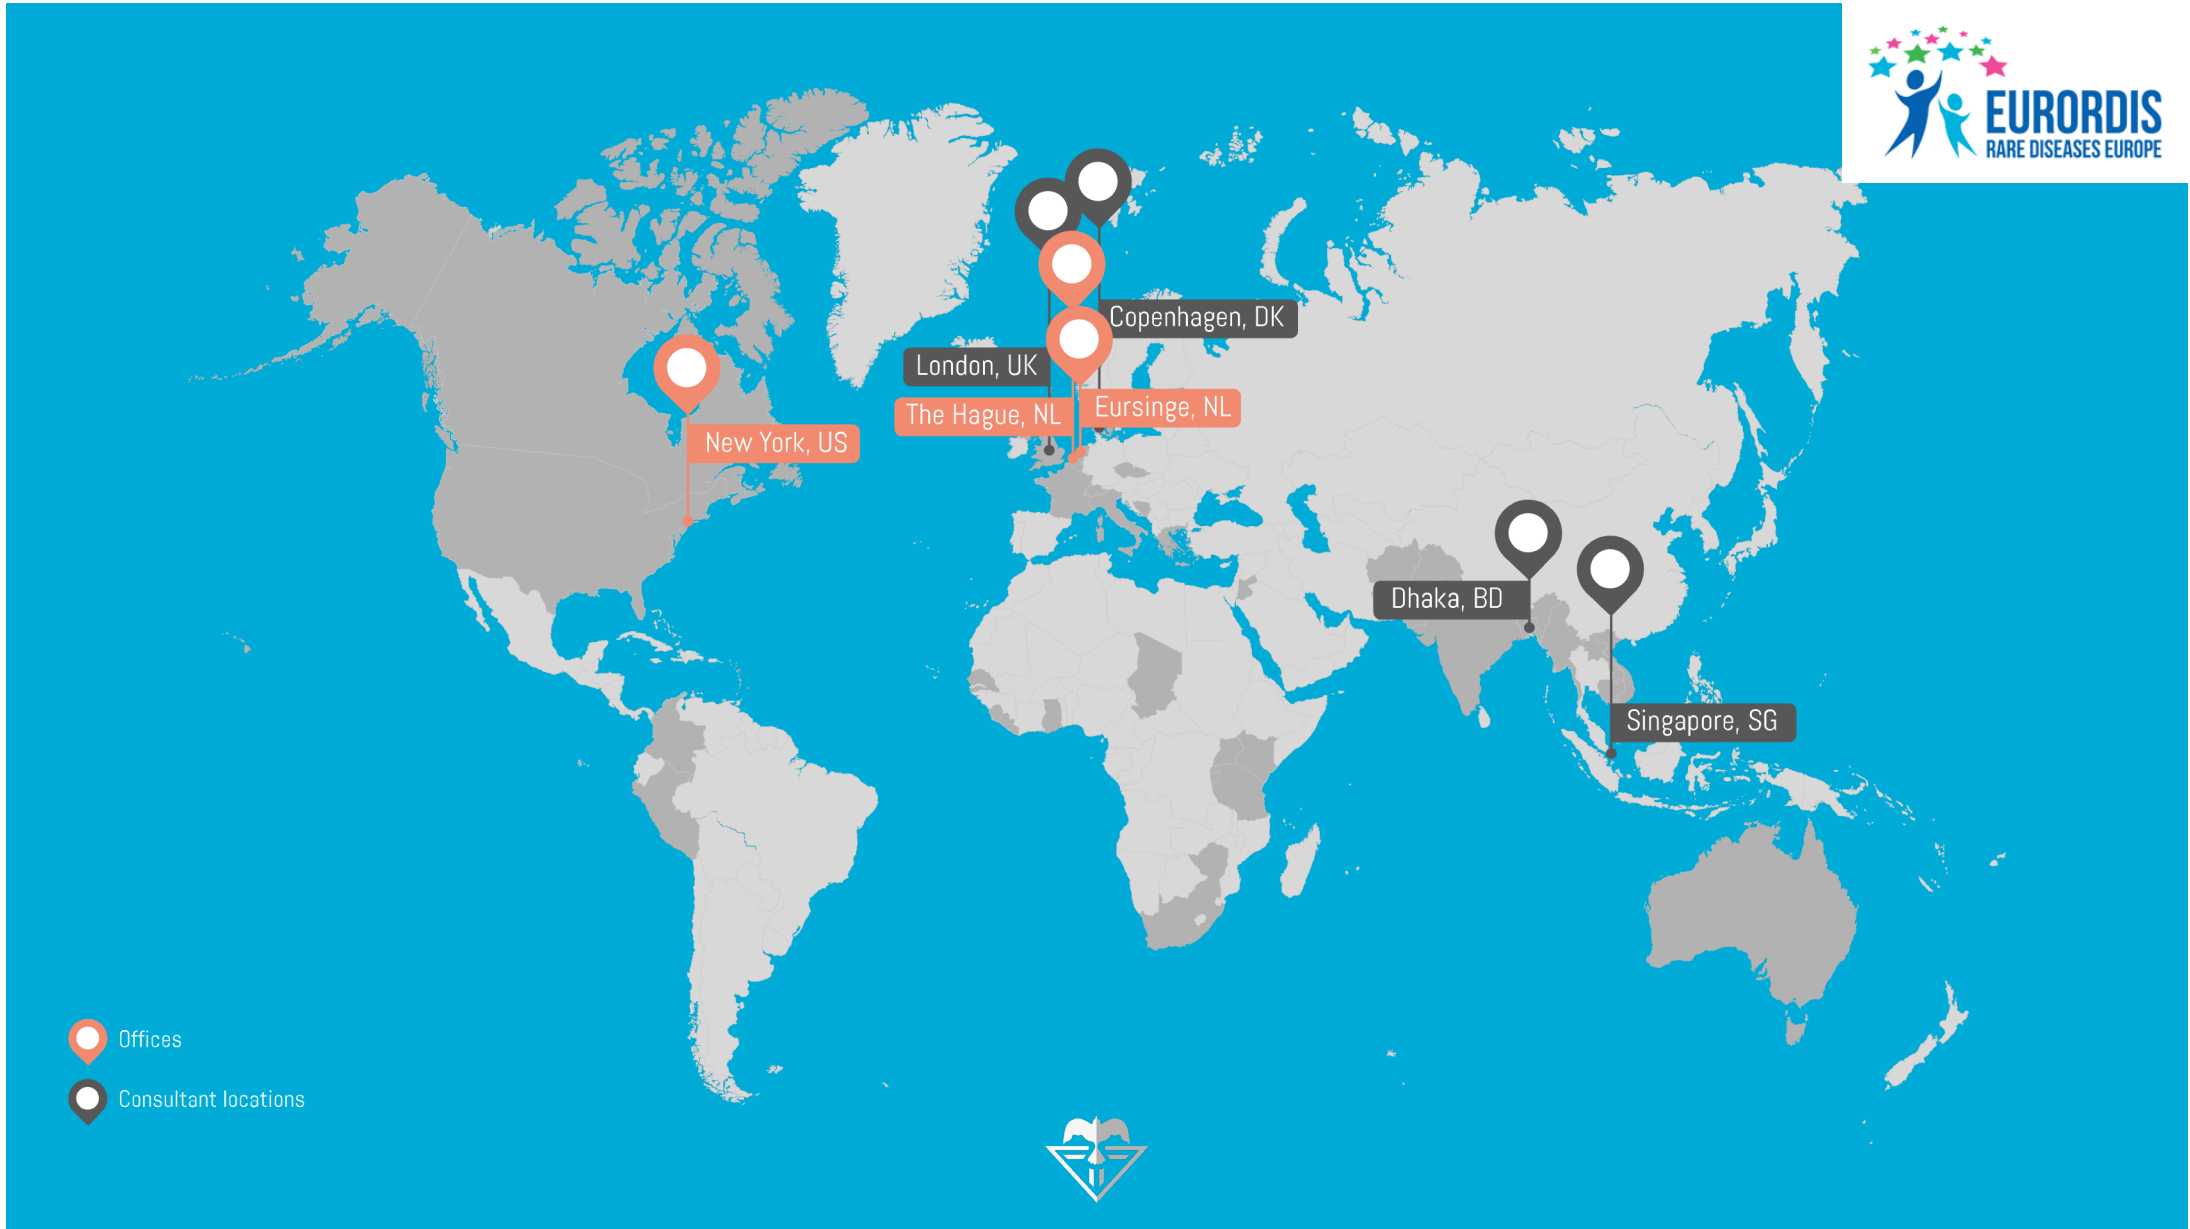 EURORDIS
RARE DISEASES EUROPE
Copenhagen, DK
London, UK
The Hague, NL
Eursinge, NL
New York, US
Dhaka, BD
Singapore, SG
Offices
Consultant locations